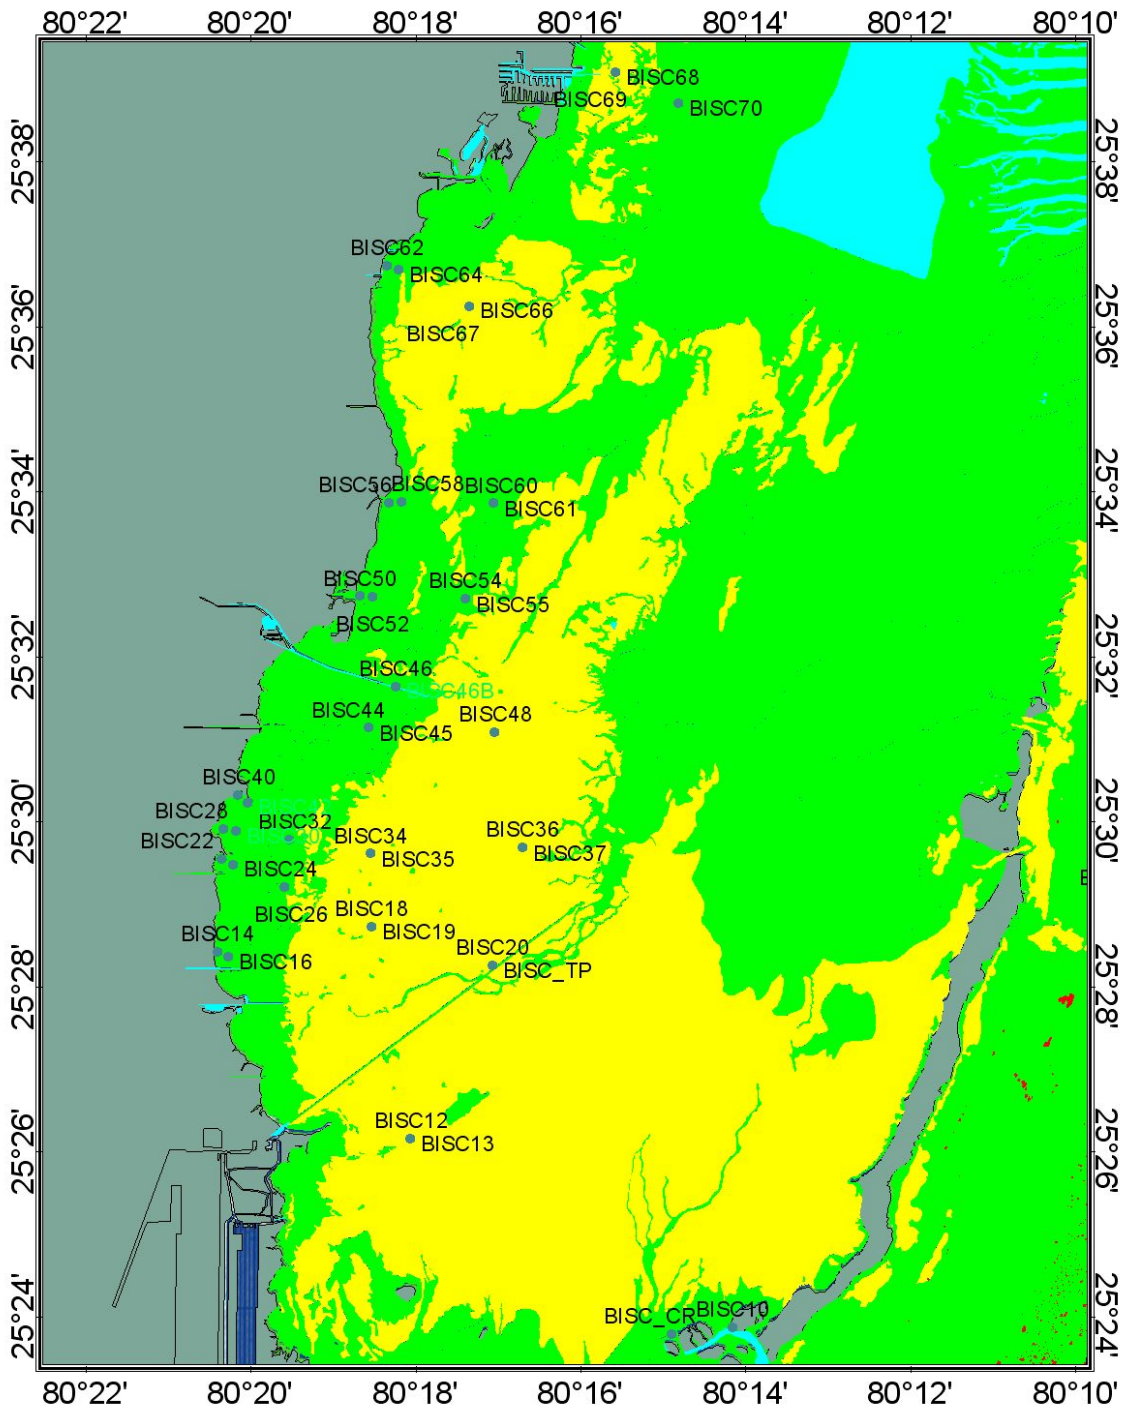 80°22' 80°20' 80°18' 80°16' 80°14' 80°12' 80°10'
BISC68
BISC69
BISC70
25°38' 25°38'
BISC62
BISC64
BISC66
25°36' 25°36'
BISC67
BISC56 BISC58 BISC60
25°34' 25°34'
BISC61
BISC50 BISC54
BISC55
BISC52
25°32' 25°32'
BISC46
BISC46B
BISC44 BISC48
BISC45
BISC40
25°30' 25°30'
BISC28 BISC32 BISC34 BISC36
BISC22 BISC35 BISC37
BISC24
BISC26 BISC18
BISC19
BISC14 BISC20
BISC16 BISC_TP
25°28' 25°28'
BISC12
25°26' 25°26'
BISC13
BISC_CR BISC10
25°24' 25°24'
80°22' 80°20' 80°18' 80°16' 80°14' 80°12' 80°10'